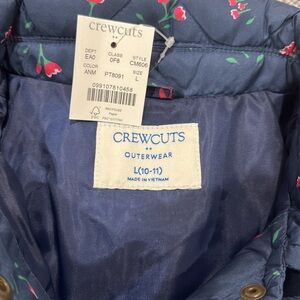 crewcuts
DEPT CLASS STYLE
EA0 0F8 CM606
COLOR SIZE
ANM PT8091 L
099107810458
FSC
CREWCUTS
OUTERWEAR
L(10-11)
MADE IN VIETNAM